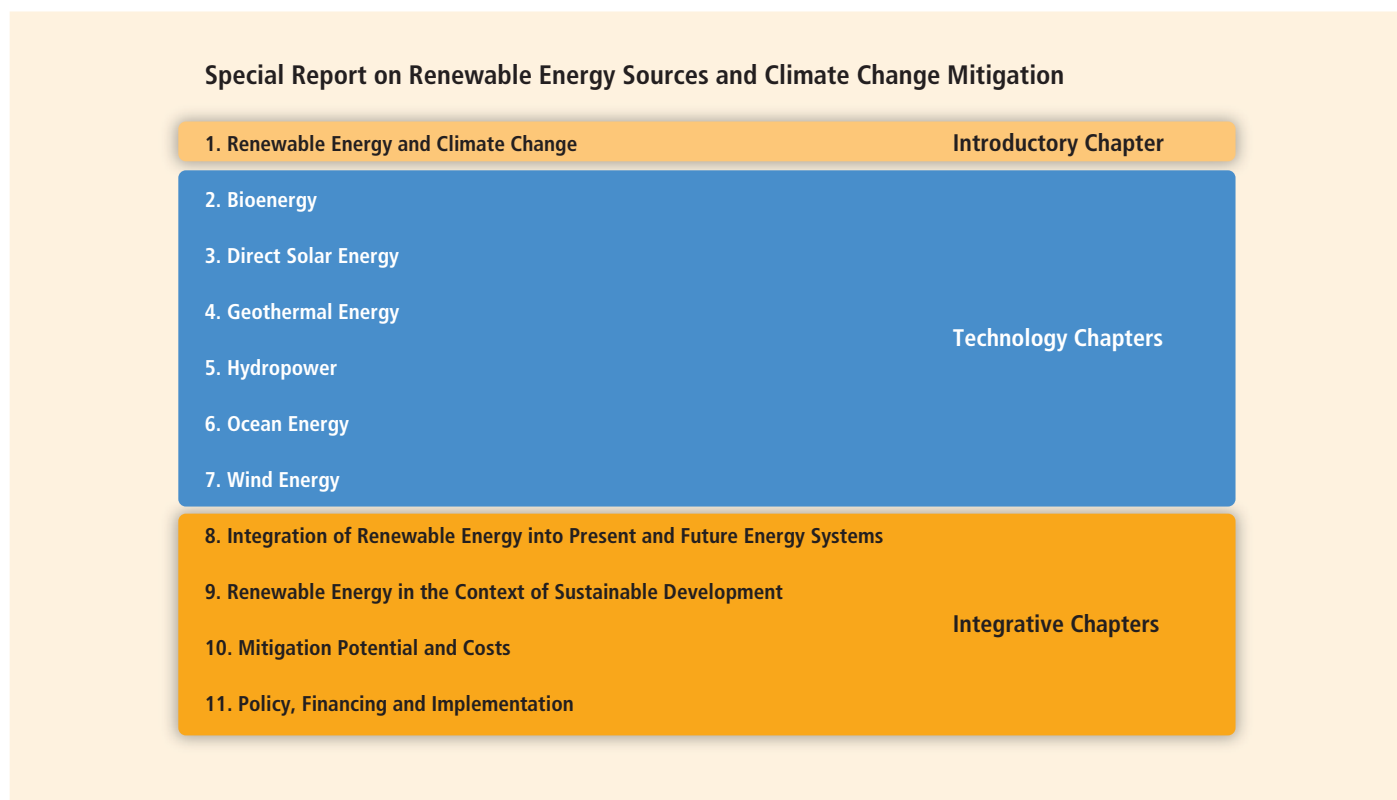 Special Report on Renewable Energy Sources and Climate Change Mitigation
1. Renewable Energy and Climate Change
Introductory Chapter
2. Bioenergy
3. Direct Solar Energy
4. Geothermal Energy
Technology Chapters
5. Hydropower
6. Ocean Energy
7. Wind Energy
8. Integration of Renewable Energy into Present and Future Energy Systems
9. Renewable Energy in the Context of Sustainable Development
Integrative Chapters
10. Mitigation Potential and Costs
11. Policy, Financing and Implementation